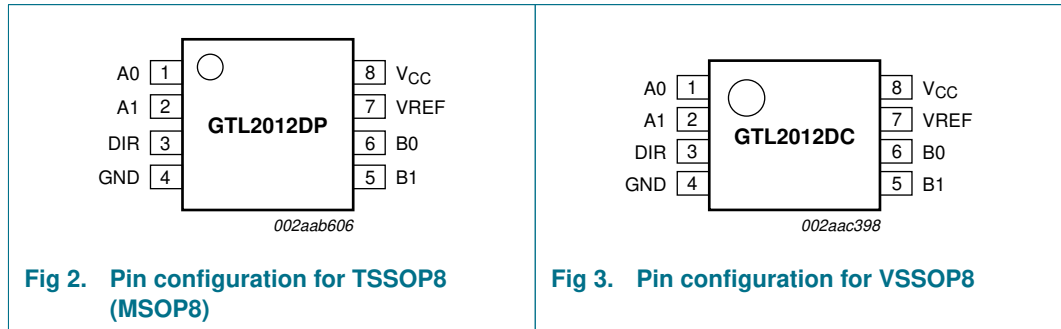 A0 1 8 VCC
A1 2 7 VREF
GTL2012DP
DIR 3 6 B0
GND 4 5 B1
002aab606
Fig 2. Pin configuration for TSSOP8
(MSOP8)
A0 1 8 VCC
A1 2 7 VREF
GTL2012DC
DIR 3 6 B0
GND 4 5 B1
002aac398
Fig 3. Pin configuration for VSSOP8